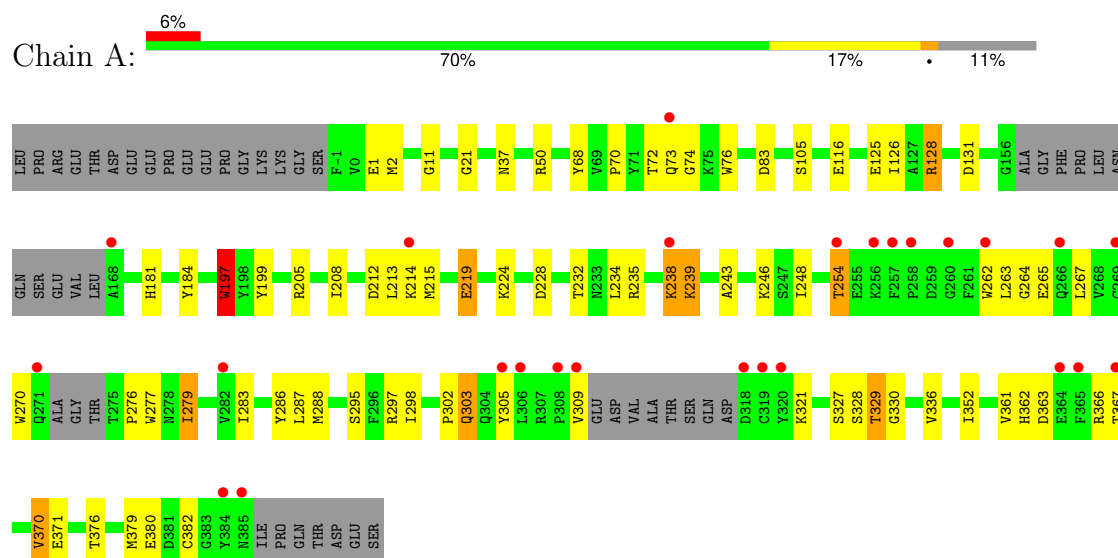 6%
Chain A:
70% 17% • 11%
LEU PRO ARG GLU THR ASP GLU GLU PRO GLU GLU PRO GLY LYS LYS GLY SER F-1 V0 E1 M2 G11 G21 N37 R50 Y68 V69 P70 Y71 T72 Q73 G74 K75 W76 D83 S105 E116 E125 I126 A127 R128 D131 G156 ALA GLY PHE PRO LEU ASN
GLN SER GLU VAL LEU A168 H181 Y184 W197 Y198 Y199 R205 I208 D212 L213 K214 M215 E219 K224 D228 T232 N233 L234 R235 K238 K239 A243 K246 S247 I248 T254 E255 K256 F257 P258 D259 G260 F261 W262 L263 G264 E265 Q266 L267 V268 C269
W270 Q271 ALA GLY THR T275 P276 W277 N278 I279 V282 I283 Y286 L287 M288 S295 F296 R297 I298 P302 Q303 Q304 Y305 L306 R307 P308 V309 GLU ASP VAL ALA THR SER GLN ASP D318 C319 Y320 K321 S327 S328 T329 G330 V336 I352 V361 H362 D363 E364 F365 R366 T367
V370 E371 T376 M379 E380 D381 C382 G383 Y384 N385 ILE PRO GLN THR ASP GLU SER